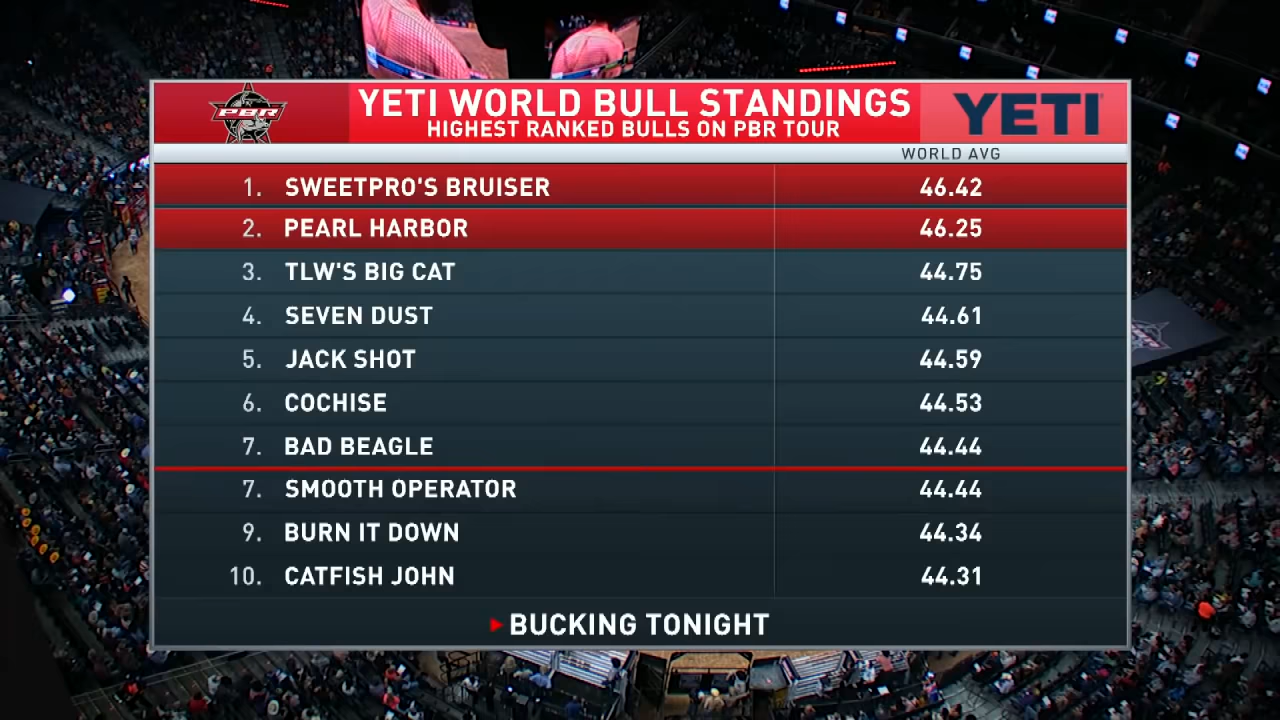 PBR
YETI WORLD BULL STANDINGS
HIGHEST RANKED BULLS ON PBR TOUR
YETI
WORLD AVG
1. SWEETPRO'S BRUISER 46.42
2. PEARL HARBOR 46.25
3. TLW'S BIG CAT 44.75
4. SEVEN DUST 44.61
5. JACK SHOT 44.59
6. COCHISE 44.53
7. BAD BEAGLE 44.44
7. SMOOTH OPERATOR 44.44
9. BURN IT DOWN 44.34
10. CATFISH JOHN 44.31
BUCKING TONIGHT